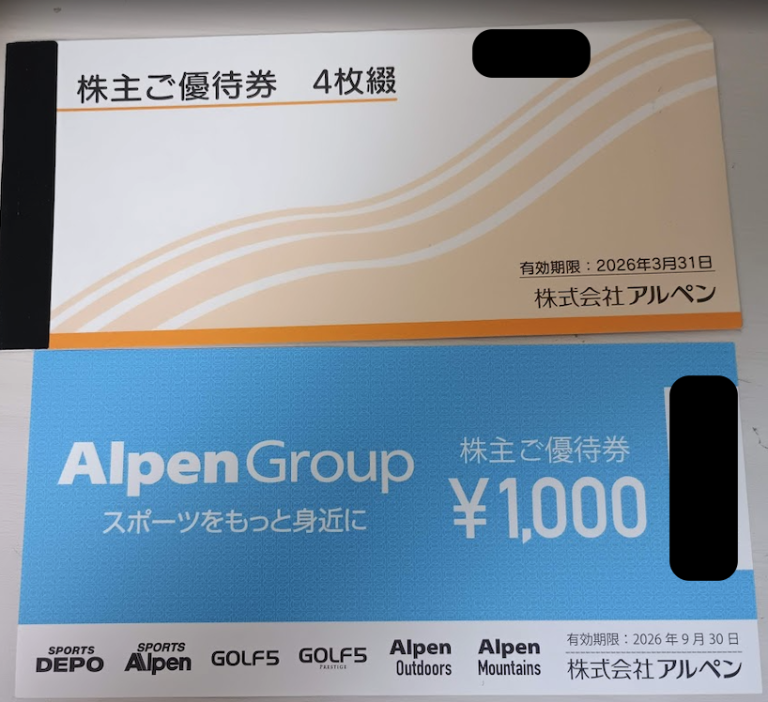 株主ご優待券 4枚綴
有効期限：2026年3月31日
株式会社アルペン
Alpen Group
スポーツをもっと身近に
株主ご優待券
¥1,000
SPORTS DEPO
SPORTS Alpen
GOLF5
GOLF5 PRESTIGE
Alpen Outdoors
Alpen Mountains
有効期限：2026年9月30日
株式会社アルペン